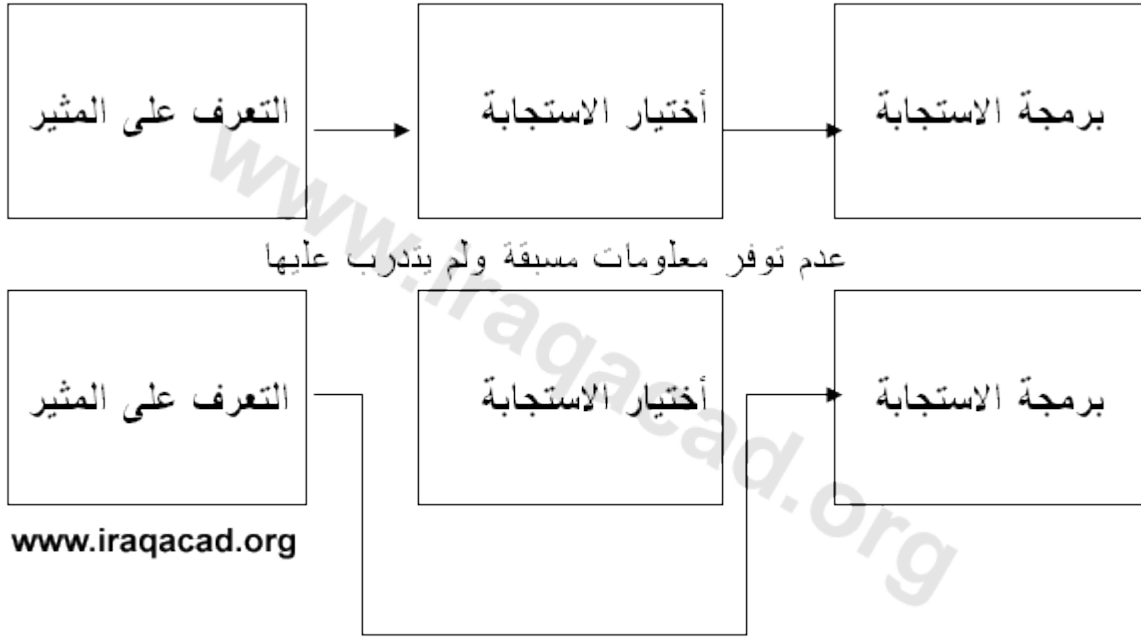 التعرف على المثير
أختيار الاستجابة
برمجة الاستجابة
عدم توفر معلومات مسبقة ولم يتدرب عليها
التعرف على المثير
أختيار الاستجابة
برمجة الاستجابة
www.iraqacad.org
www.iraqacad.org